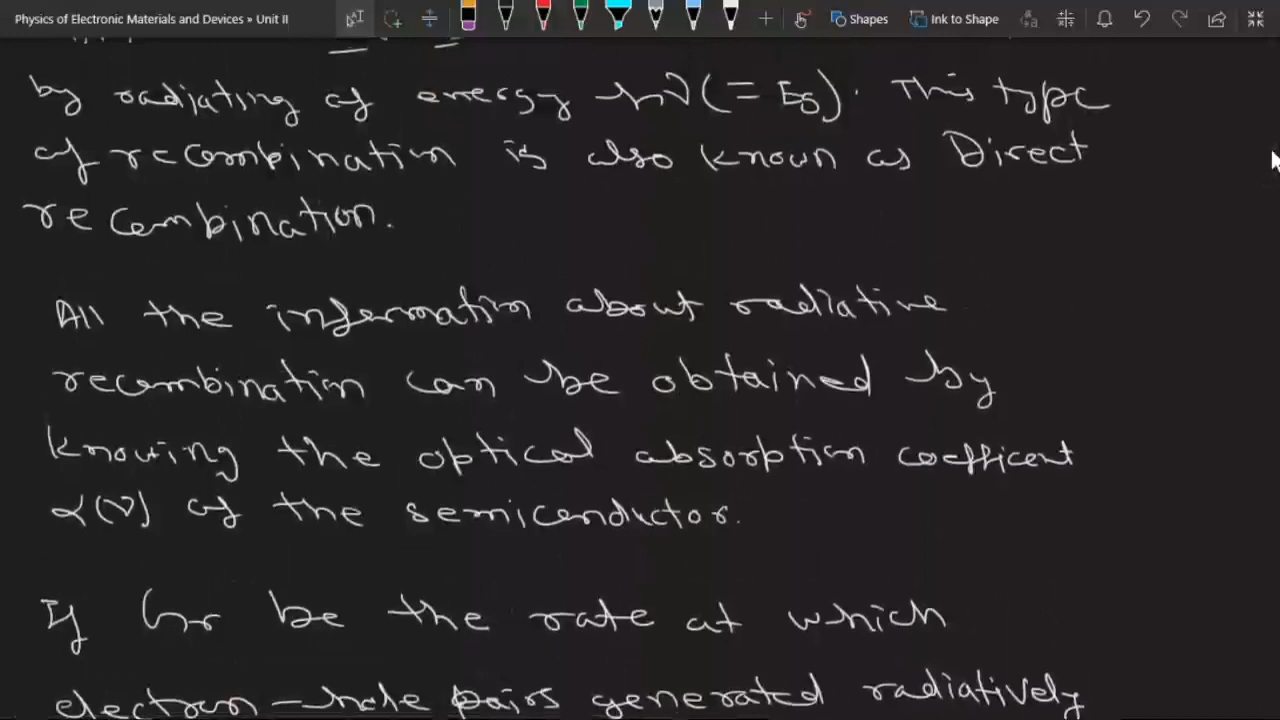 Physics of Electronic Materials and Devices » Unit II
Shapes
Ink to Shape
by radiating of energy hν (= Eg). This type
of recombination is also known as Direct
recombination.
All the information about radiative
recombination can be obtained by
knowing the optical absorption coefficent
α(ν) of the semiconductor.
If Gr be the rate at which
electron-hole pairs generated radiatively